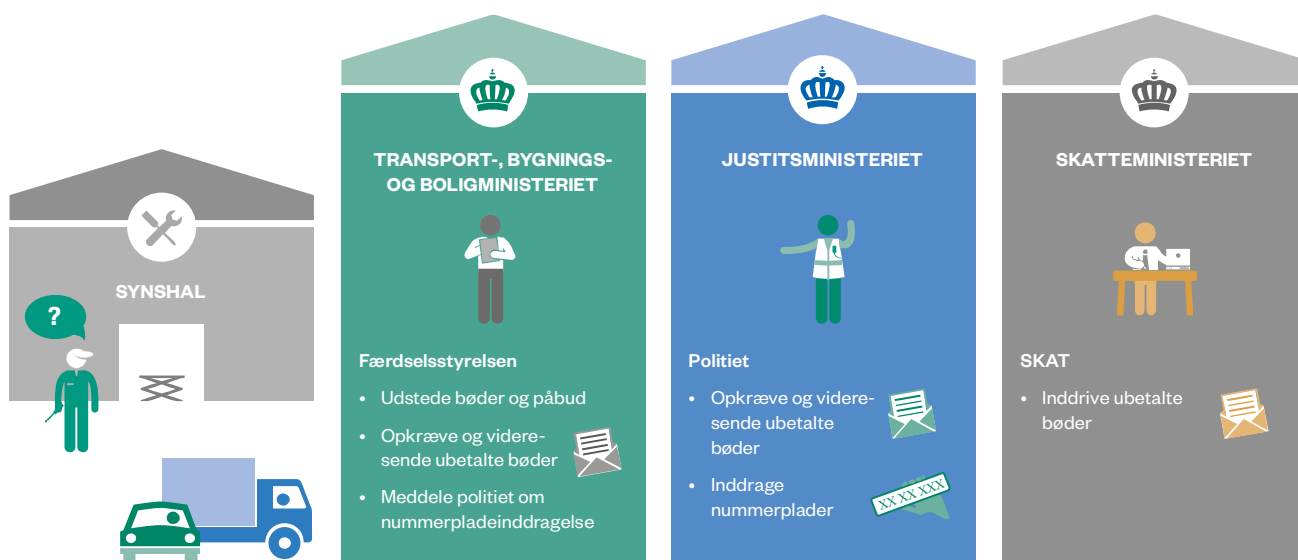 SYNSHAL
?
TRANSPORT-, BYGNINGS-
OG BOLIGMINISTERIET
Færdselsstyrelsen
• Udstede bøder og påbud
• Opkræve og videre-
sende ubetalte bøder
• Meddele politiet om
nummerpladeinddragelse
JUSTITSMINISTERIET
Politiet
• Opkræve og videre-
sende ubetalte
bøder
• Inddrage
nummerplader
XX XX XXX
SKATTEMINISTERIET
SKAT
• Inddrive ubetalte
bøder